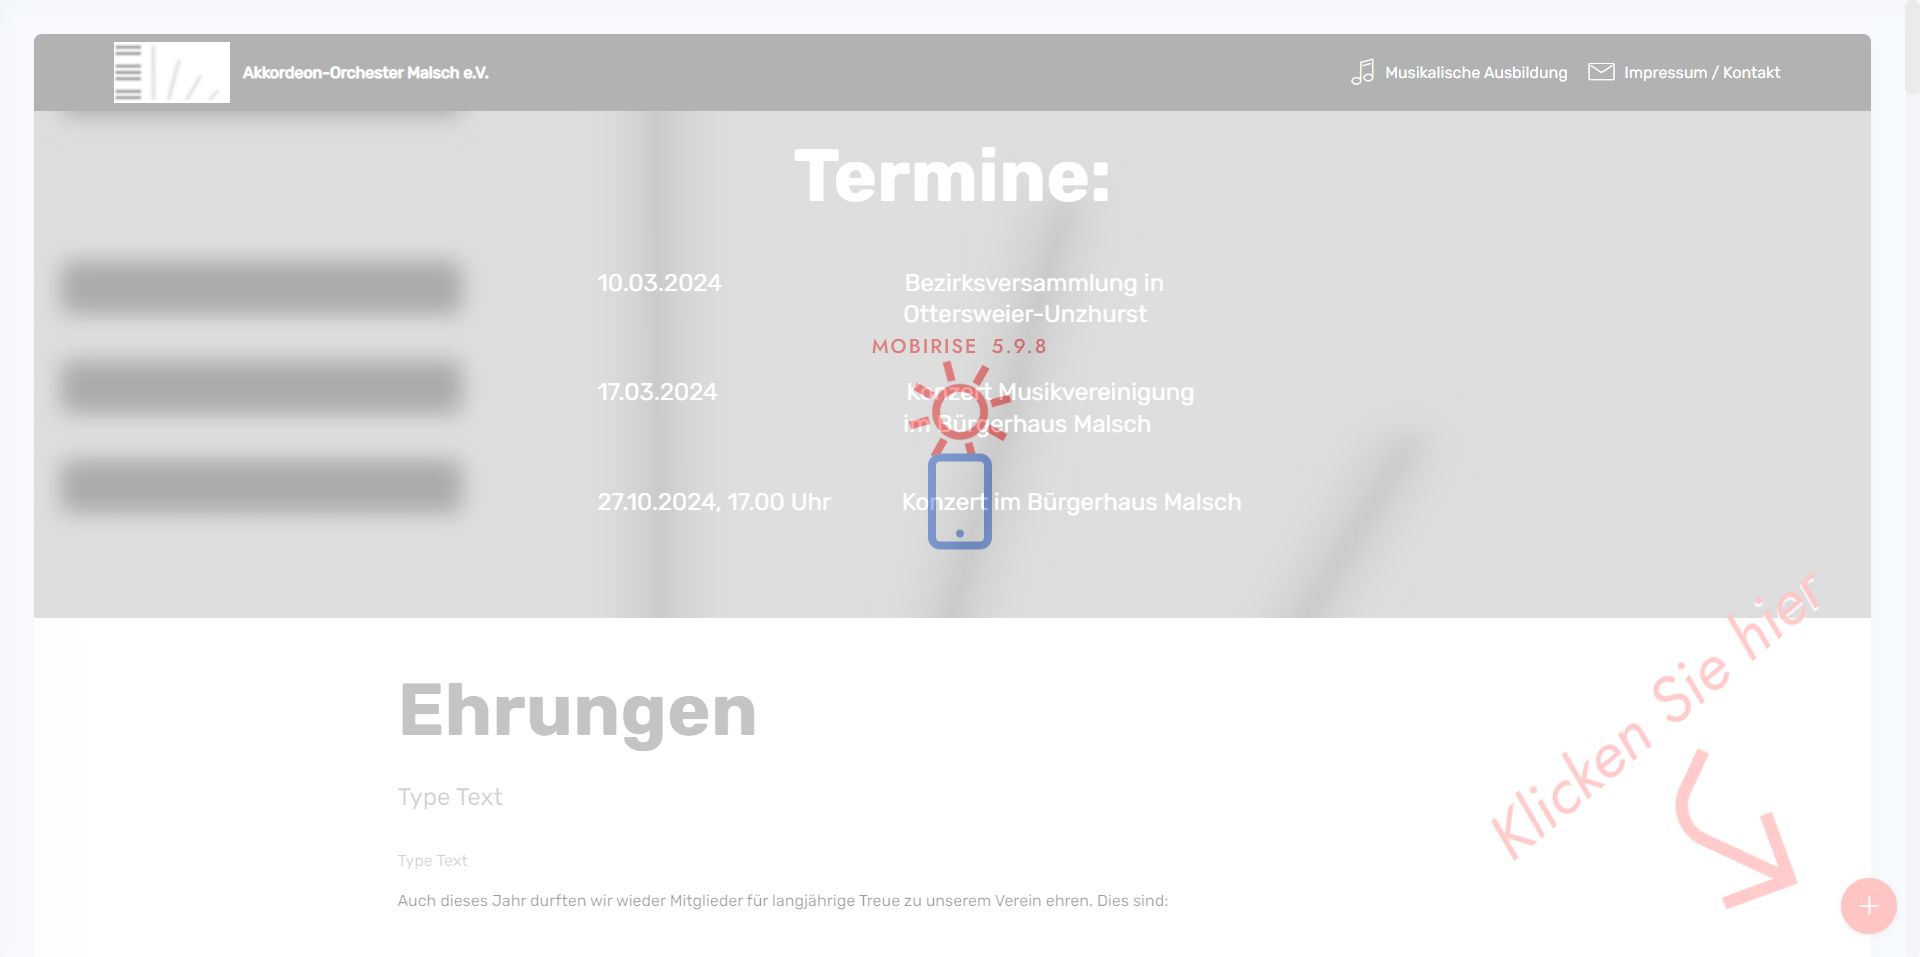 Akkordeon-Orchester Malsch e.V.
Musikalische Ausbildung
Impressum / Kontakt
Termine:
10.03.2024
Bezirksversammlung in
Ottersweier-Unzhurst
MOBIRISE 5.9.8
17.03.2024
Konzert Musikvereinigung
im Bürgerhaus Malsch
27.10.2024, 17.00 Uhr
Konzert im Bürgerhaus Malsch
Ehrungen
Type Text
Type Text
Auch dieses Jahr durften wir wieder Mitglieder für langjährige Treue zu unserem Verein ehren. Dies sind:
Klicken Sie hier